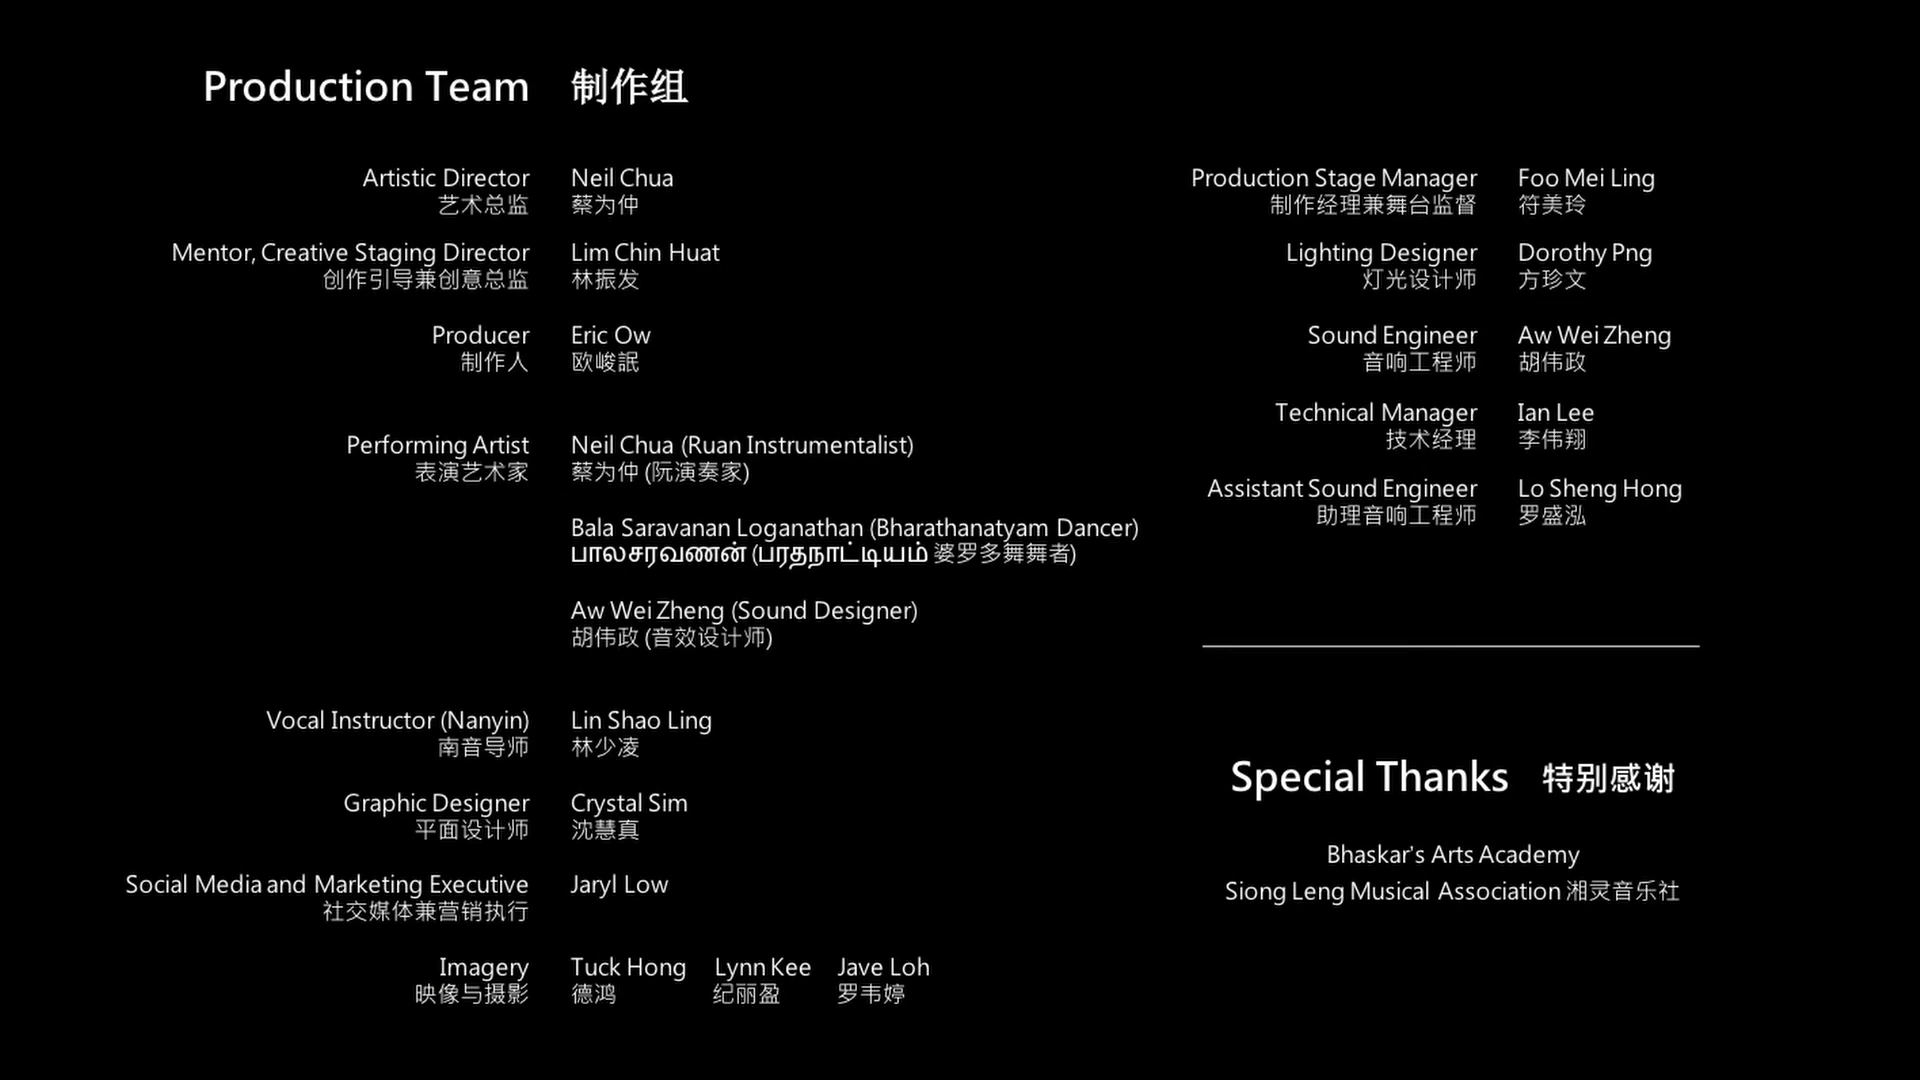 Production Team 制作组
Artistic Director Neil Chua
艺术总监 蔡为仲
Mentor, Creative Staging Director Lim Chin Huat
创作引导兼创意总监 林振发
Producer Eric Ow
制作人 欧峻詪
Performing Artist Neil Chua (Ruan Instrumentalist)
表演艺术家 蔡为仲 (阮演奏家)
Bala Saravanan Loganathan (Bharathanatyam Dancer)
பாலசரவணன் (பரதநாட்டியம் 婆罗多舞舞者)
Aw Wei Zheng (Sound Designer)
胡伟政 (音效设计师)
Vocal Instructor (Nanyin) Lin Shao Ling
南音导师 林少凌
Graphic Designer Crystal Sim
平面设计师 沈慧真
Social Media and Marketing Executive Jaryl Low
社交媒体兼营销执行
Imagery Tuck Hong Lynn Kee Jave Loh
映像与摄影 德鸿 纪丽盈 罗韦婷
Production Stage Manager Foo Mei Ling
制作经理兼舞台监督 符美玲
Lighting Designer Dorothy Png
灯光设计师 方珍文
Sound Engineer Aw Wei Zheng
音响工程师 胡伟政
Technical Manager Ian Lee
技术经理 李伟翔
Assistant Sound Engineer Lo Sheng Hong
助理音响工程师 罗盛泓
Special Thanks 特别感谢
Bhaskar's Arts Academy
Siong Leng Musical Association 湘灵音乐社